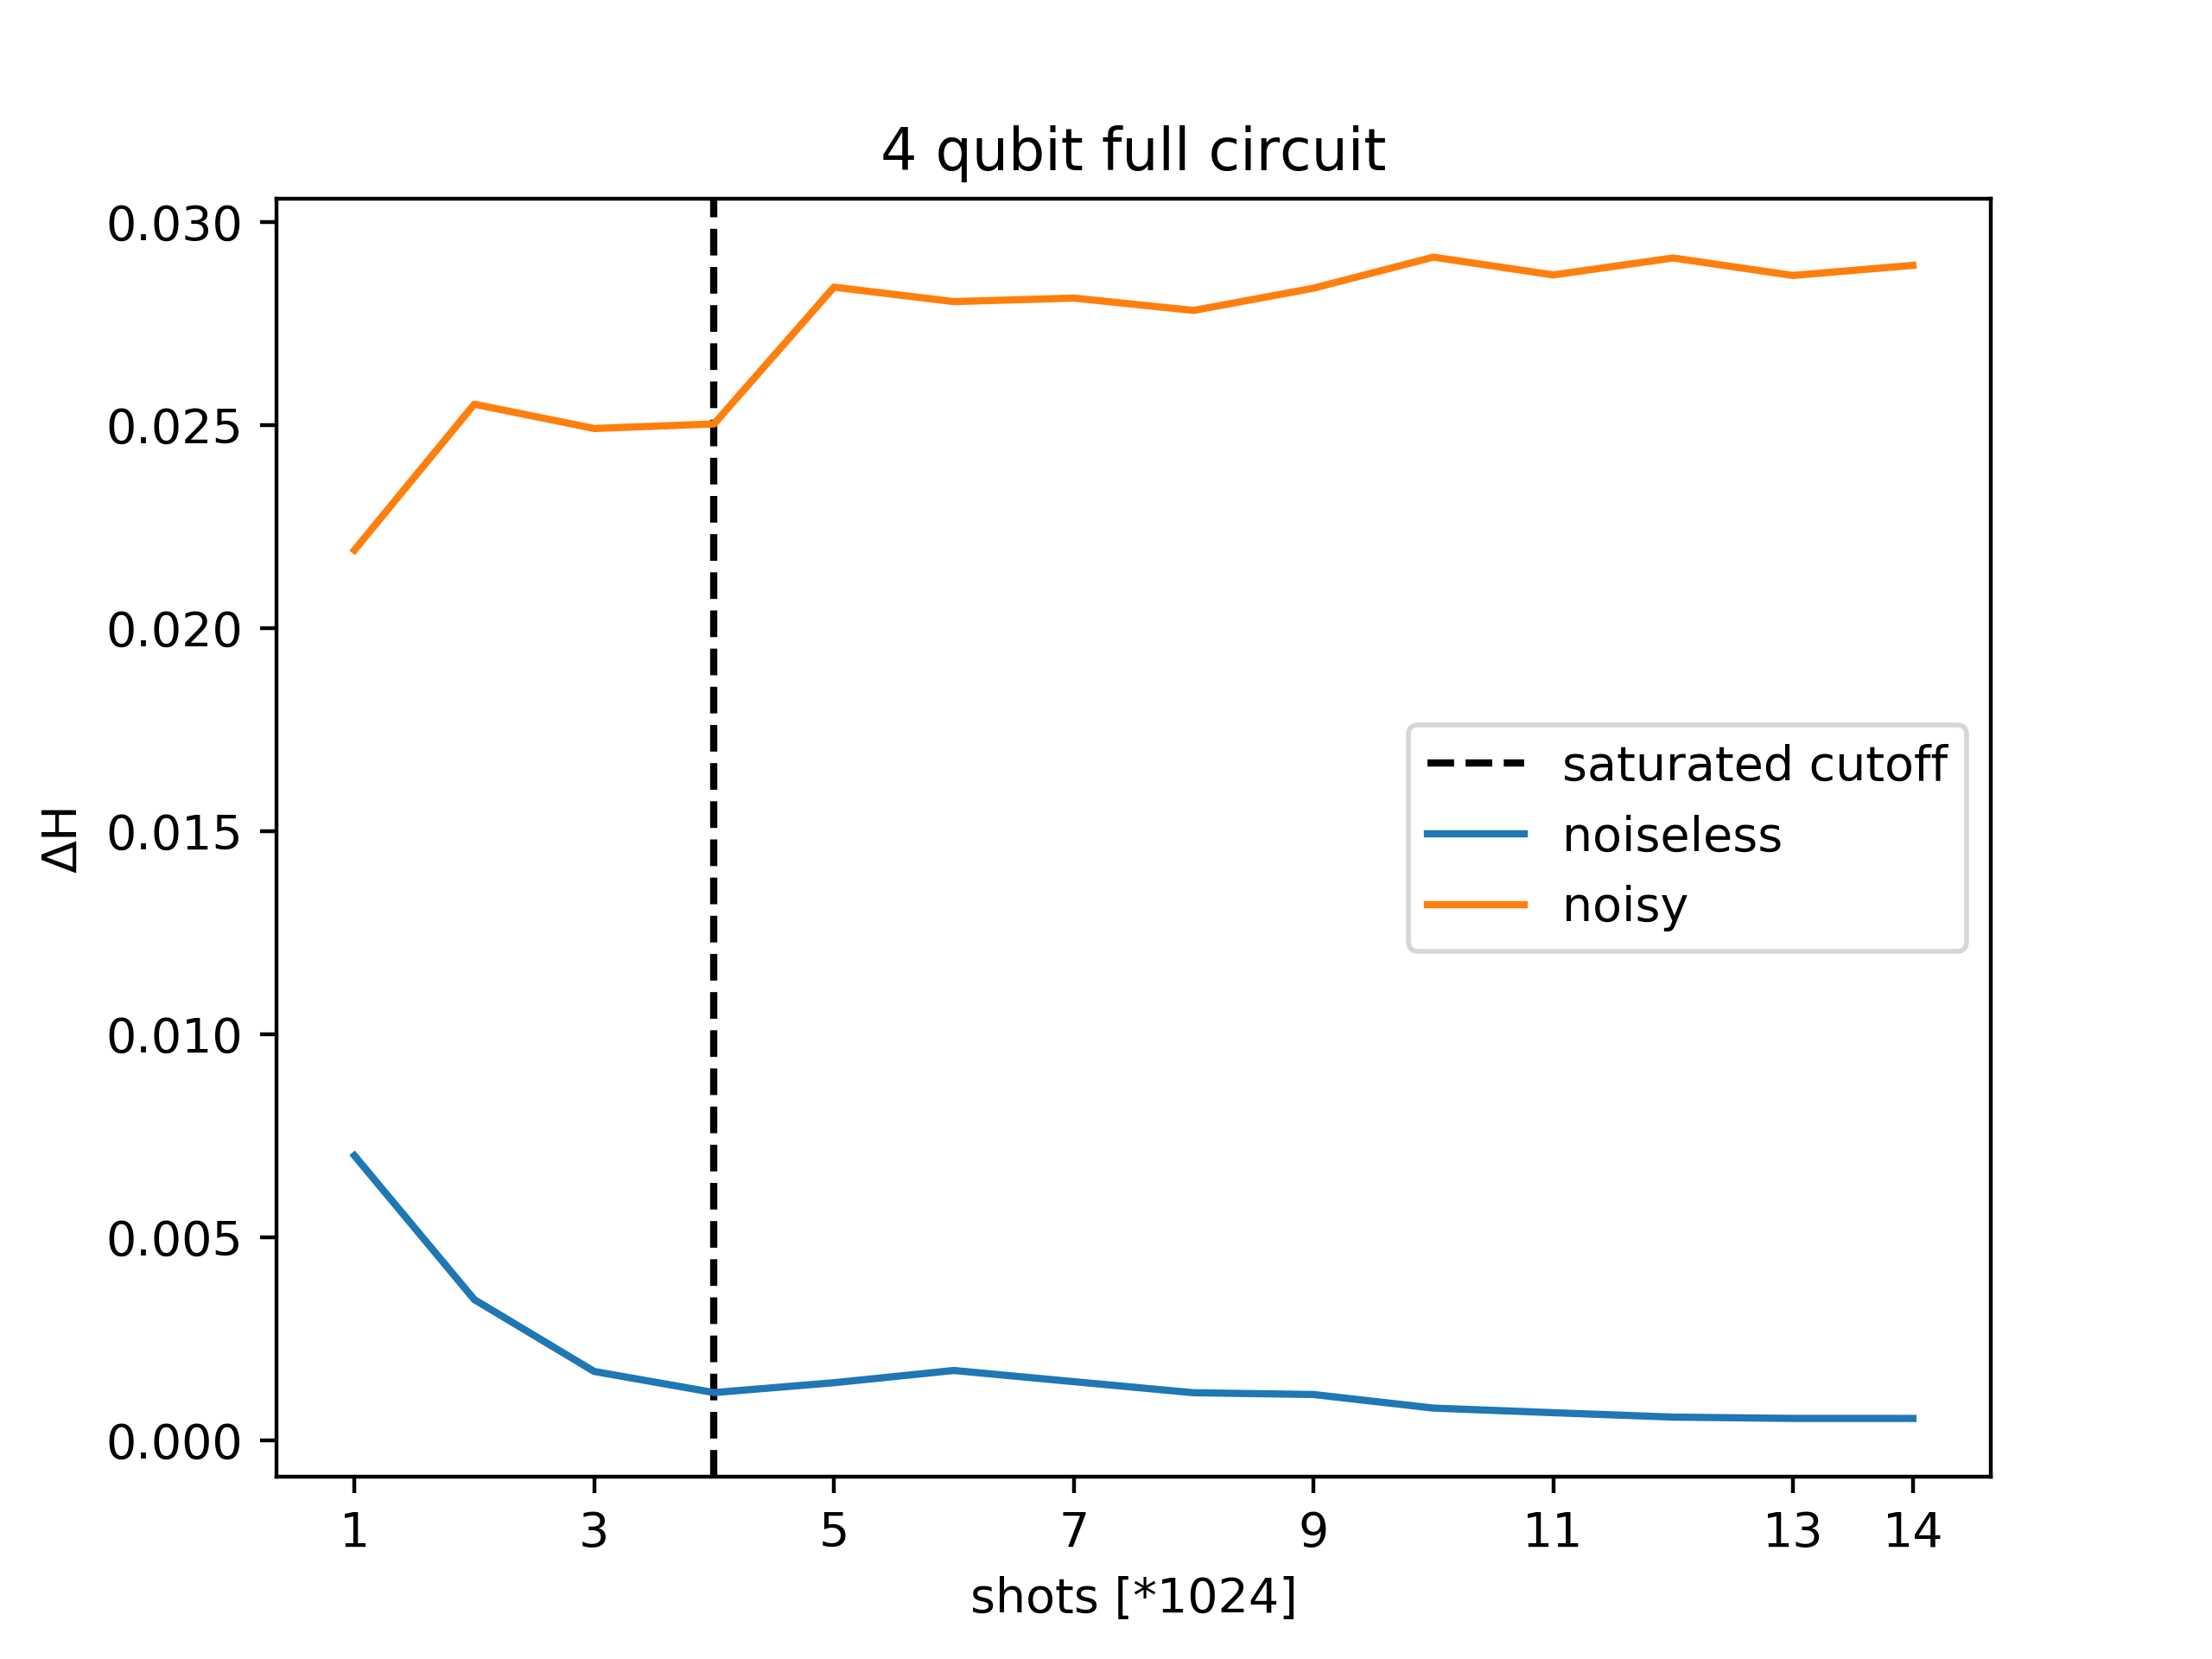 4 qubit full circuit
0.030
0.025
0.020
0.015
0.010
0.005
0.000
ΔH
saturated cutoff
noiseless
noisy
1 3 5 7 9 11 13 14
shots [*1024]